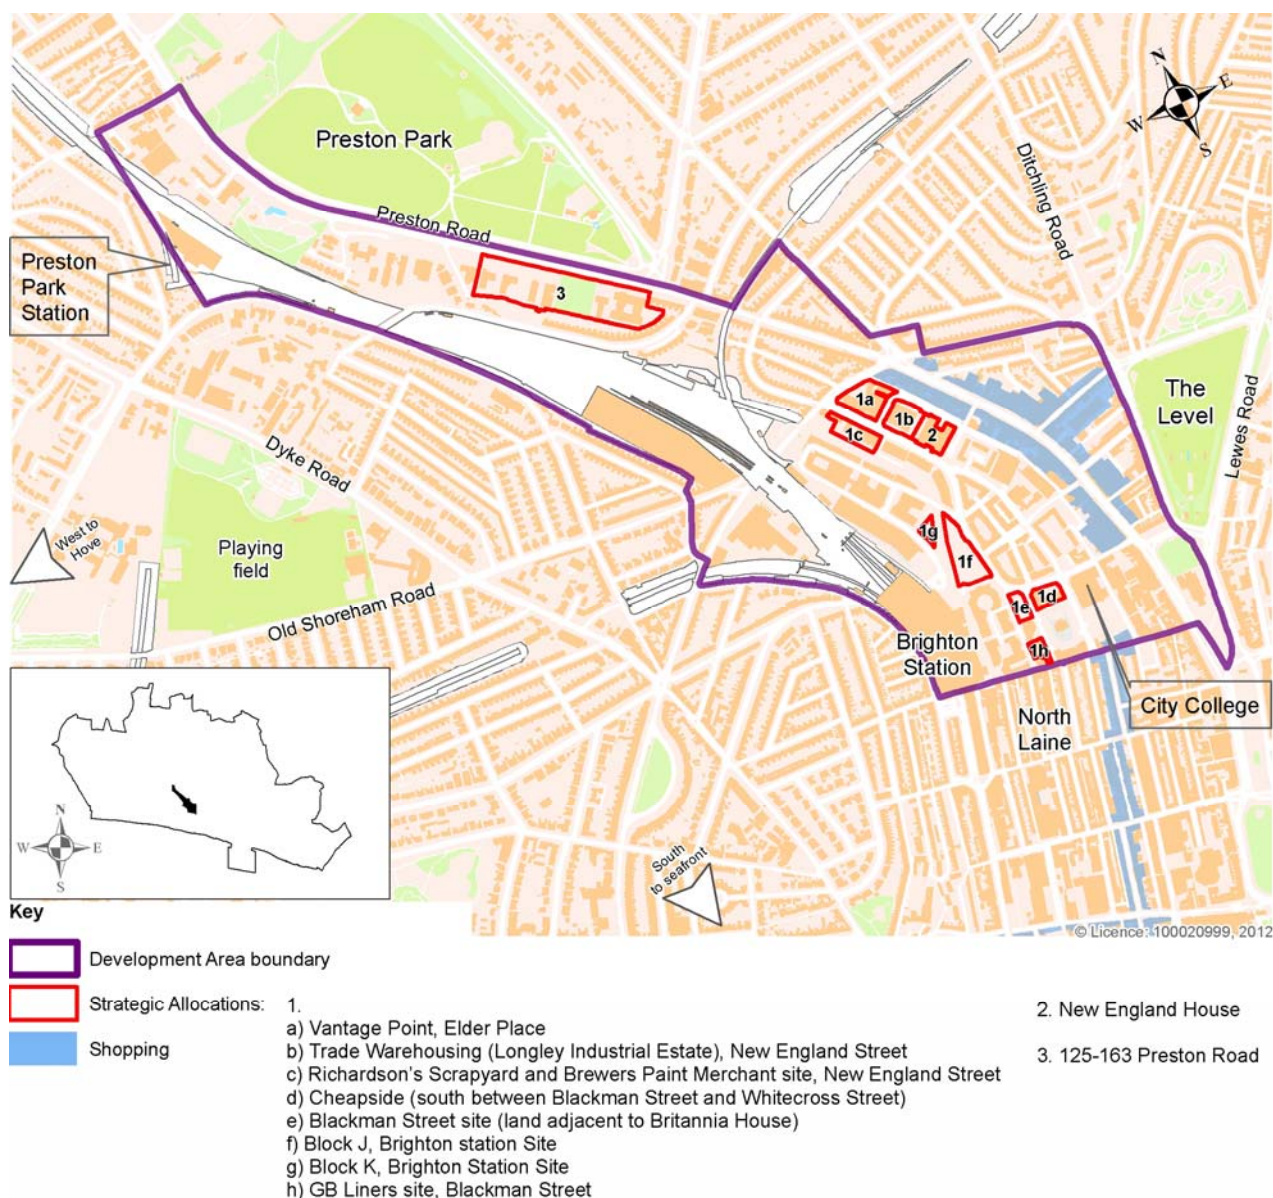 Preston Park
N
E
W
S
Ditchling Road
Preston Road
Preston
Park
Station
3
The
Level
Lewes Road
1a
1b
2
1c
Dyke Road
West to
Hove
Playing
field
1g
1f
Old Shoreham Road
1e
1d
1h
Brighton
Station
City College
North
Laine
N
W
E
S
South
to seafront
© Licence: 100020999, 2012
Key
Development Area boundary
Strategic Allocations:
Shopping
1.
a) Vantage Point, Elder Place
b) Trade Warehousing (Longley Industrial Estate), New England Street
c) Richardson's Scrapyard and Brewers Paint Merchant site, New England Street
d) Cheapside (south between Blackman Street and Whitecross Street)
e) Blackman Street site (land adjacent to Britannia House)
f) Block J, Brighton station Site
g) Block K, Brighton Station Site
h) GB Liners site, Blackman Street
2. New England House
3. 125-163 Preston Road